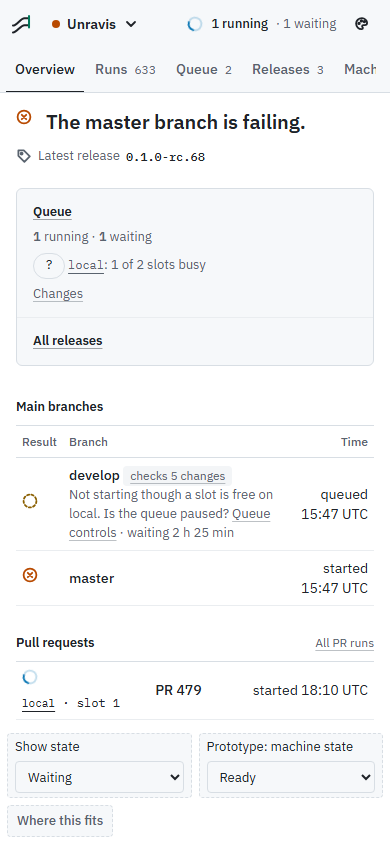 Unravis 1 running · 1 waiting
Overview Runs 633 Queue 2 Releases 3 Mach
The master branch is failing.
Latest release 0.1.0-rc.68
Queue
1 running · 1 waiting
? local: 1 of 2 slots busy
Changes
All releases
Main branches
Result Branch Time
develop checks 5 changes
Not starting though a slot is free on
local. Is the queue paused? Queue
controls · waiting 2 h 25 min
queued
15:47 UTC
master
started
15:47 UTC
Pull requests All PR runs
local · slot 1 PR 479 started 18:10 UTC
Show state Prototype: machine state
Waiting Ready
Where this fits